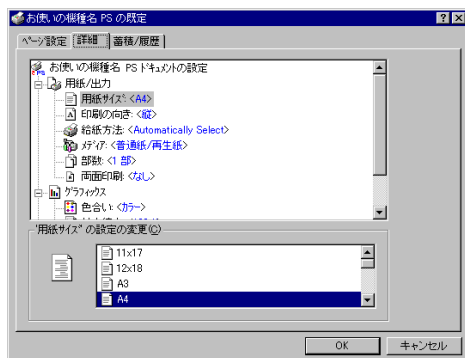 お使いの機種名 PS の既定
ページ設定 詳細 蓄積/履歴
お使いの機種名 PS ドキュメントの設定
用紙/出力
用紙サイズ: <A4>
印刷の向き: <縦>
給紙方法: <Automatically Select>
メディア: <普通紙/再生紙>
部数: <1 部>
両面印刷: <なし>
グラフィックス
色合い: <カラー>
"用紙サイズ" の設定の変更(C)
11x17
12x18
A3
A4
OK キャンセル